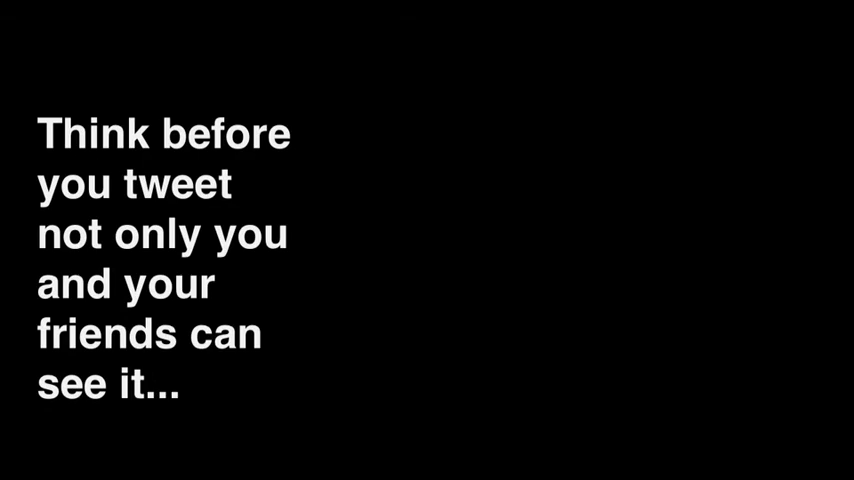 Think before
you tweet
not only you
and your
friends can
see it...